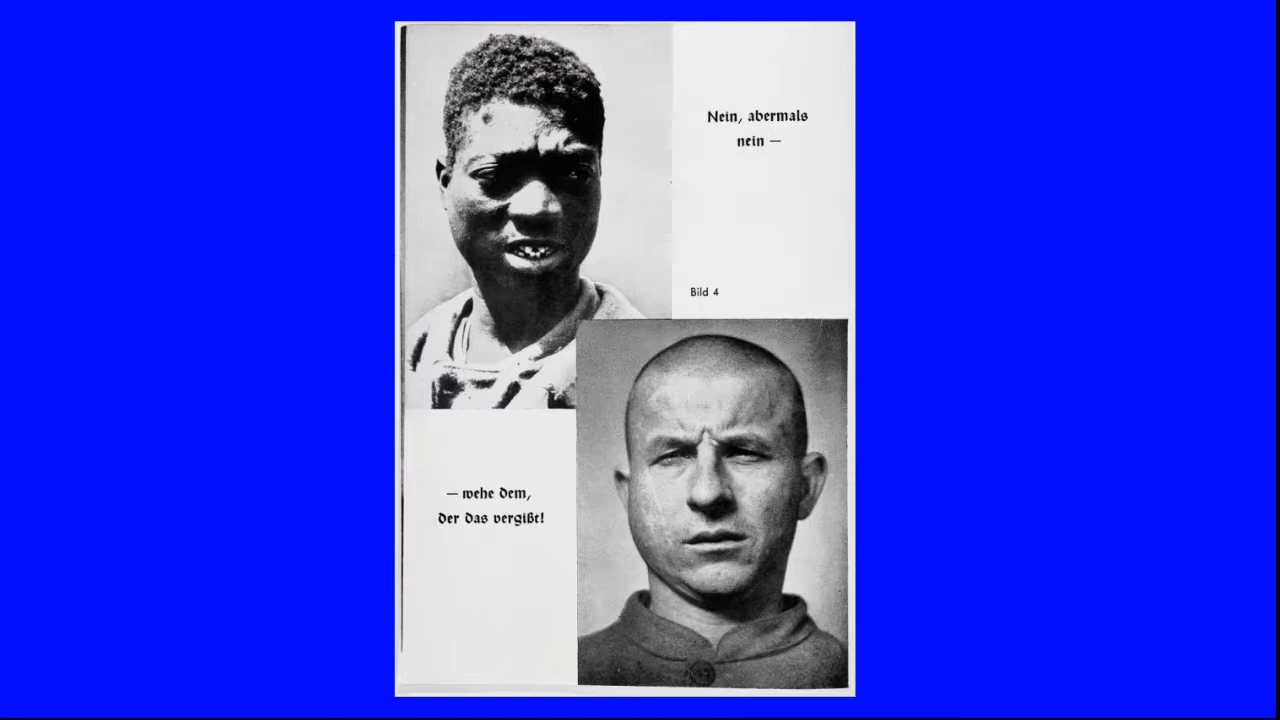 Nein, abermals
nein —
Bild 4
— wehe dem,
der das vergißt!